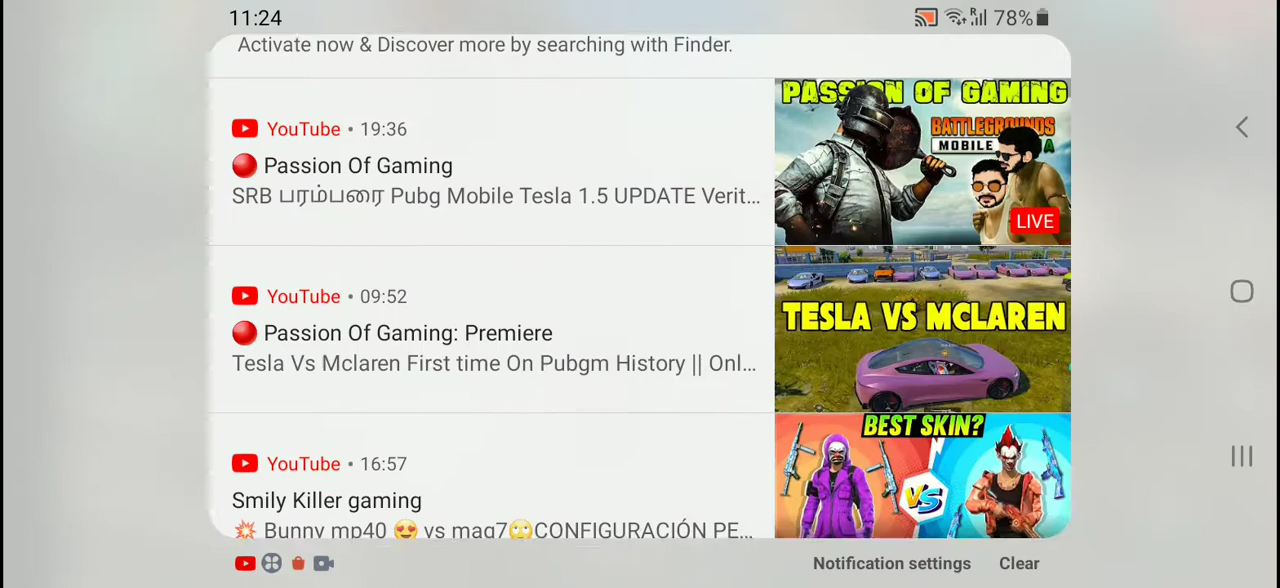 11:24
R
78%
Activate now & Discover more by searching with Finder.
YouTube • 19:36
Passion Of Gaming
SRB பரம்பரை Pubg Mobile Tesla 1.5 UPDATE Verit...
PASSION OF GAMING
BATTLEGROUNDS
MOBILE
LIVE
YouTube • 09:52
Passion Of Gaming: Premiere
Tesla Vs Mclaren First time On Pubgm History || Onl...
TESLA VS MCLAREN
YouTube • 16:57
Smily Killer gaming
💥 Bunny mp40 😍 vs mag7🙄CONFIGURACIÓN PE...
BEST SKIN?
VS
Notification settings
Clear